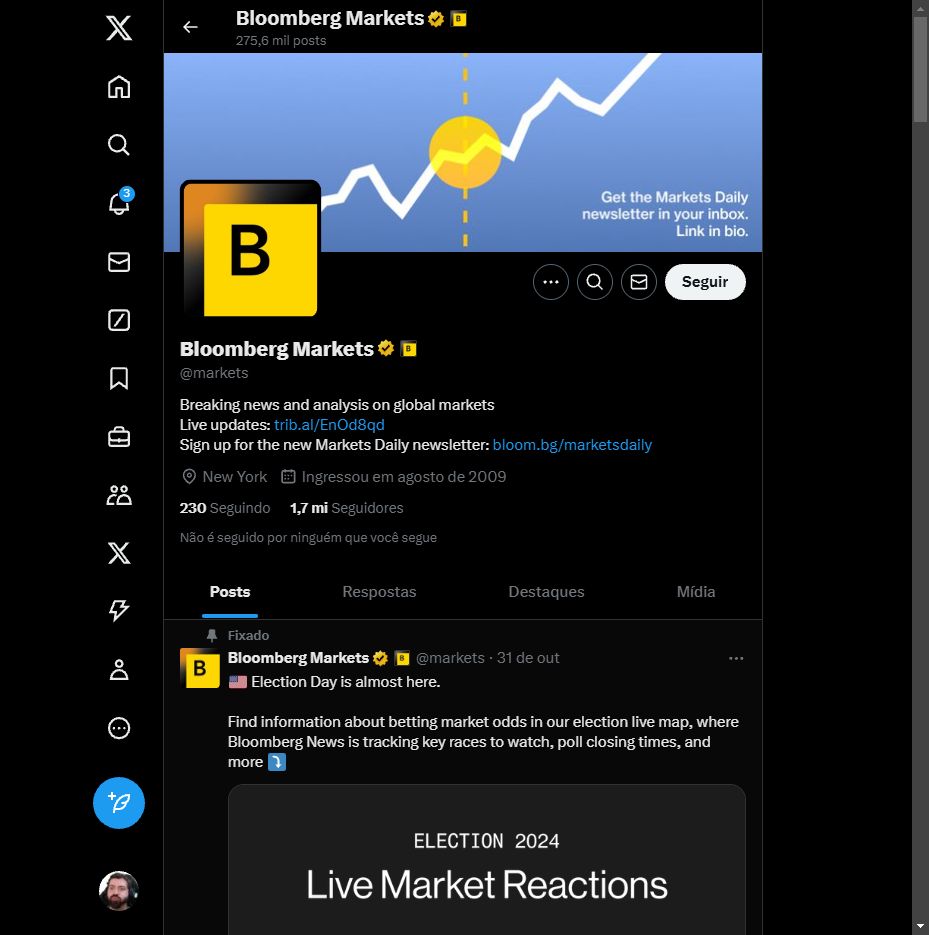 Bloomberg Markets
275,6 mil posts
Get the Markets Daily
newsletter in your inbox.
Link in bio.
B
3
Seguir
Bloomberg Markets
@markets
Breaking news and analysis on global markets
Live updates: trib.al/EnOd8qd
Sign up for the new Markets Daily newsletter: bloom.bg/marketsdaily
New York Ingressou em agosto de 2009
230 Seguindo 1,7 mi Seguidores
Não é seguido por ninguém que você segue
Posts Respostas Destaques Mídia
Fixado
B
Bloomberg Markets @markets · 31 de out
Election Day is almost here.
Find information about betting market odds in our election live map, where
Bloomberg News is tracking key races to watch, poll closing times, and
more
ELECTION 2024
Live Market Reactions